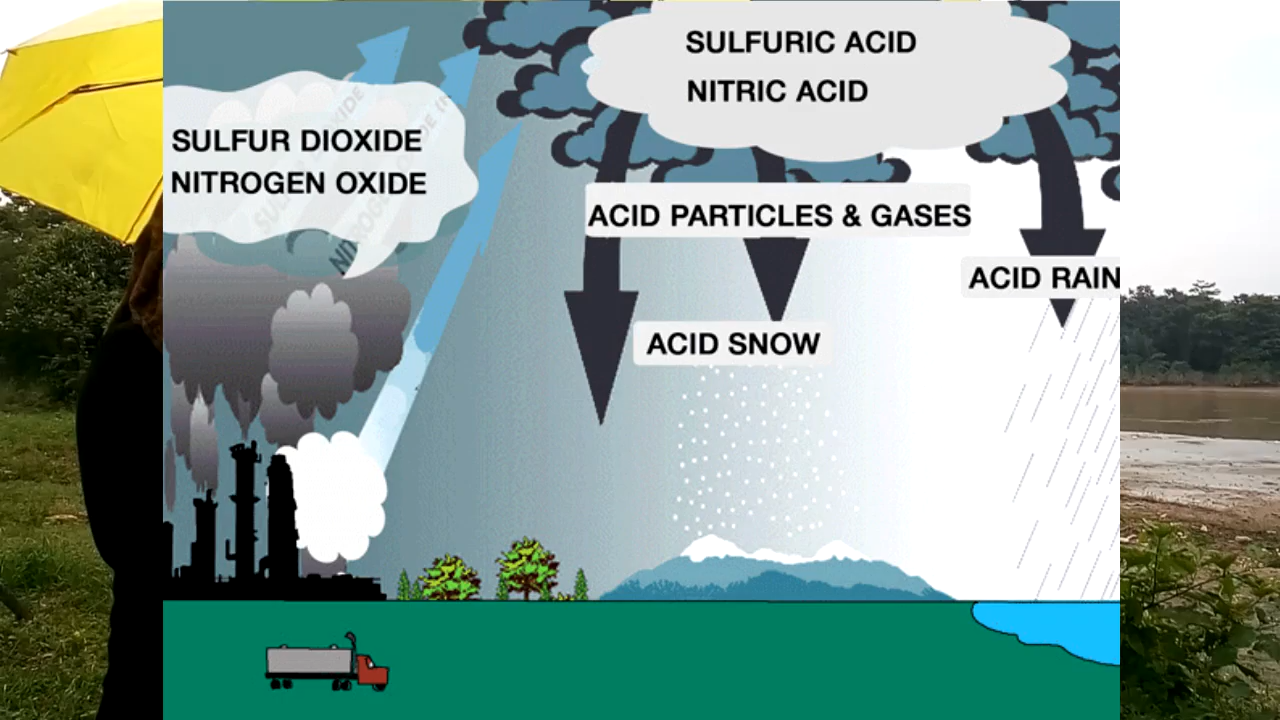 SULFURIC ACID
NITRIC ACID
SULFUR DIOXIDE
NITROGEN OXIDE
ACID PARTICLES & GASES
ACID RAIN
ACID SNOW